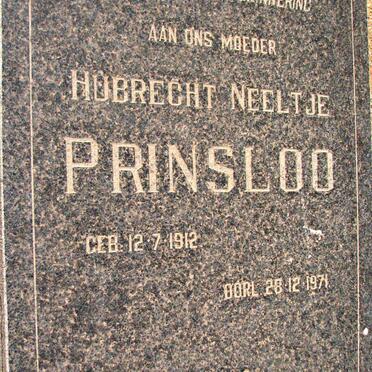 AAN ONS MOEDER
HUBRECHT NEELTJE
PRINSLOO
GEB. 12-7-1912
OORL. 28-12-1971